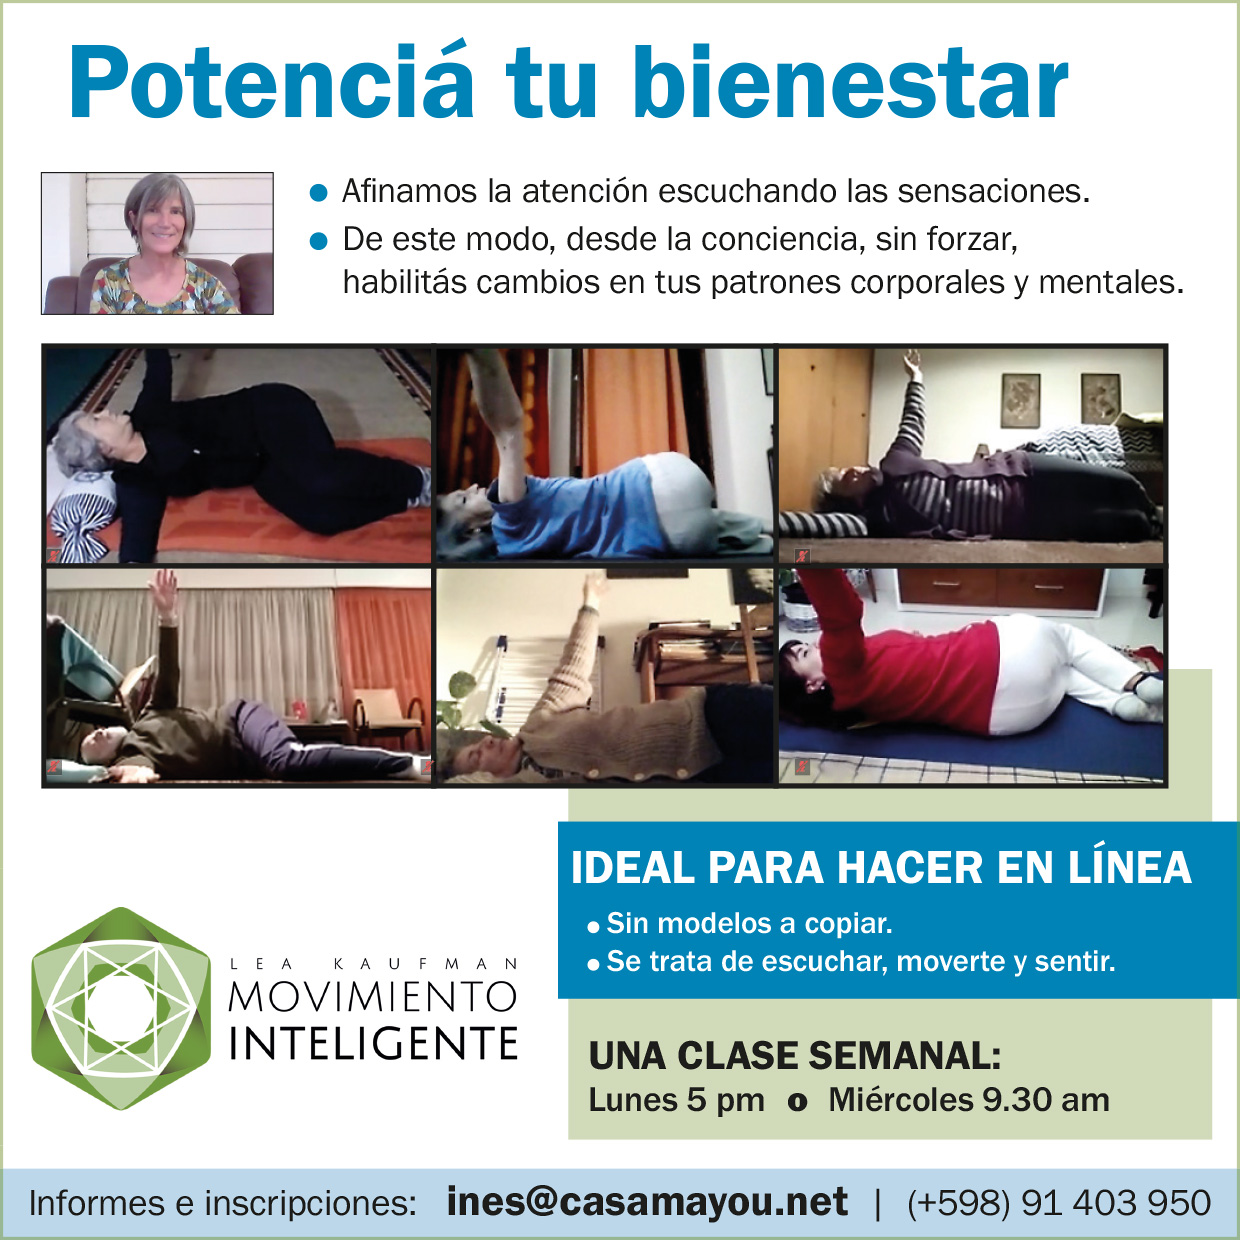 Potenciá tu bienestar
● Afinamos la atención escuchando las sensaciones.
● De este modo, desde la conciencia, sin forzar,
habilitás cambios en tus patrones corporales y mentales.
IDEAL PARA HACER EN LÍNEA
● Sin modelos a copiar.
● Se trata de escuchar, moverte y sentir.
LEA KAUFMAN
MOVIMIENTO
INTELIGENTE
UNA CLASE SEMANAL:
Lunes 5 pm o Miércoles 9.30 am
Informes e inscripciones: ines@casamayou.net | (+598) 91 403 950